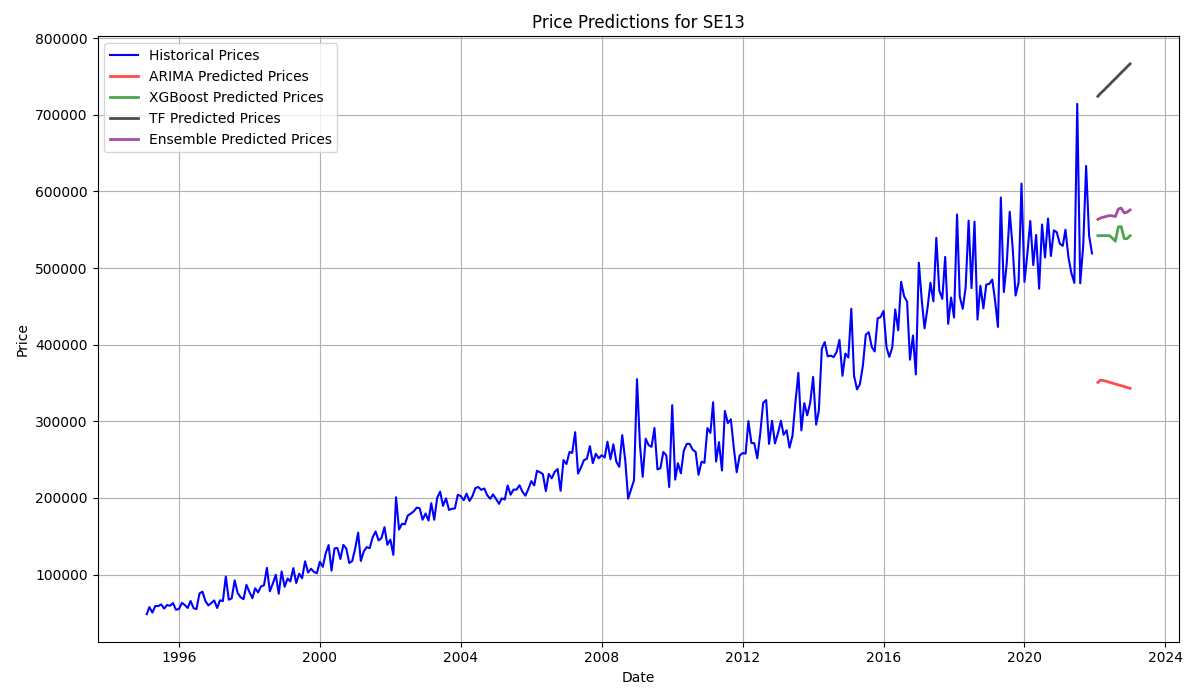 Price Predictions for SE13
Historical Prices
ARIMA Predicted Prices
XGBoost Predicted Prices
TF Predicted Prices
Ensemble Predicted Prices
800000
700000
600000
500000
400000
300000
200000
100000
Price
1996 2000 2004 2008 2012 2016 2020 2024
Date